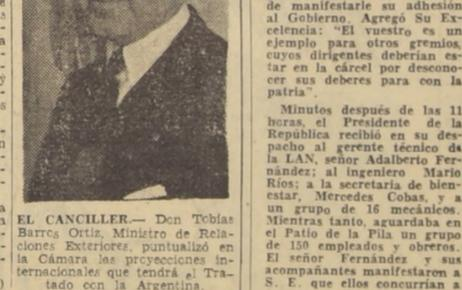 EL CANCILLER.— Don Tobías
Barros Ortiz, Ministro de Rela-
ciones Exteriores, puntualizó en
la Cámara las proyecciones in-
ternacionales que tendrá el Tra-
tado con la Argentina.
de manifestarle su adhesión
al Gobierno. Agregó Su Ex-
celencia: "El vuestro es un
ejemplo para otros gremios,
cuyos dirigentes deberían es-
tar en la cárcel por descono-
cer sus deberes para con la
patria".
Minutos después de las 11
horas, el Presidente de la
República recibió en su des-
pacho al gerente técnico de
la LAN, señor Adalberto Fer-
nández; al ingeniero Mario
Ríos; a la secretaria de bien-
estar, Mercedes Cobas, y a
un grupo de 16 mecánicos.
Mientras tanto, aguardaba en
el Patio de la Pila un grupo
de 150 empleados y obreros.
El señor Fernández y sus
acompañantes manifestaron a
S. E. que ellos concurrían a